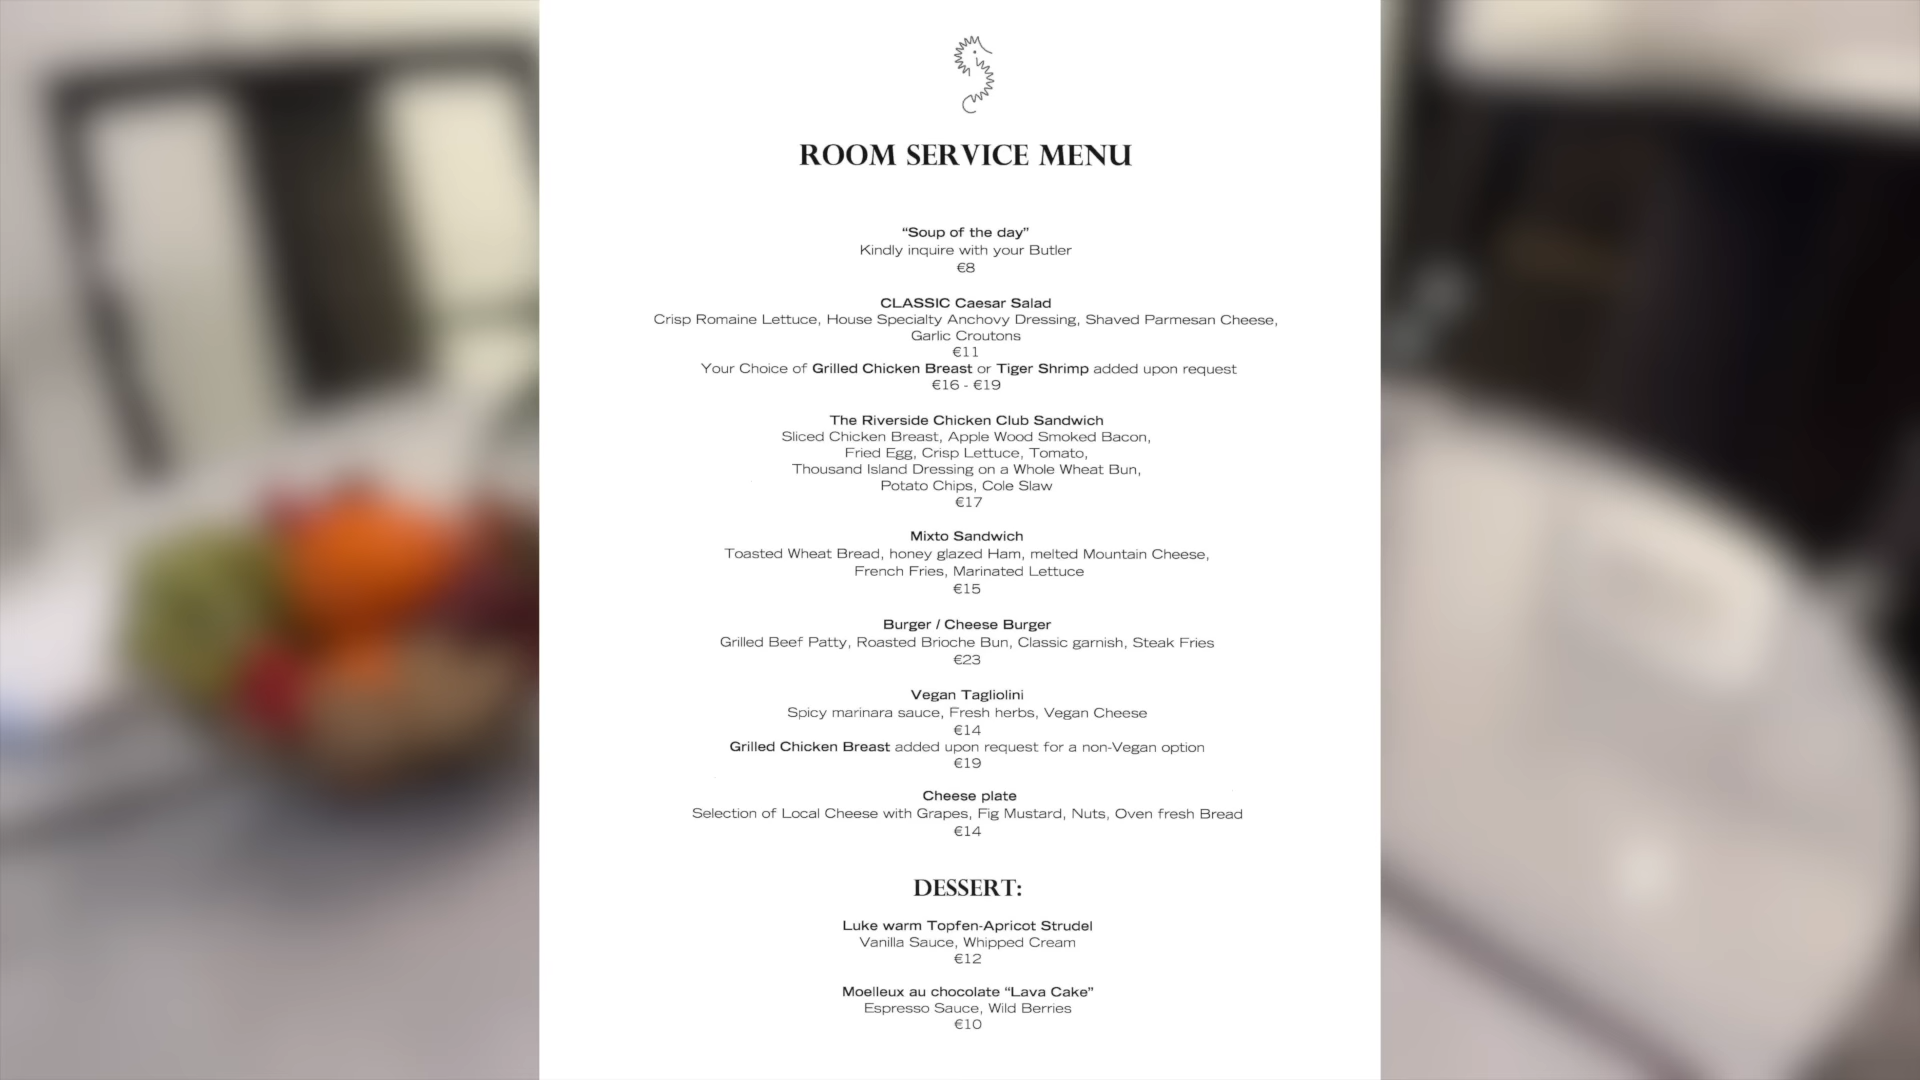 ROOM SERVICE MENU
“Soup of the day”
Kindly inquire with your Butler
€8
CLASSIC Caesar Salad
Crisp Romaine Lettuce, House Specialty Anchovy Dressing, Shaved Parmesan Cheese,
Garlic Croutons
€11
Your Choice of Grilled Chicken Breast or Tiger Shrimp added upon request
€16 - €19
The Riverside Chicken Club Sandwich
Sliced Chicken Breast, Apple Wood Smoked Bacon,
Fried Egg, Crisp Lettuce, Tomato,
Thousand Island Dressing on a Whole Wheat Bun,
Potato Chips, Cole Slaw
€17
Mixto Sandwich
Toasted Wheat Bread, honey glazed Ham, melted Mountain Cheese,
French Fries, Marinated Lettuce
€15
Burger / Cheese Burger
Grilled Beef Patty, Roasted Brioche Bun, Classic garnish, Steak Fries
€23
Vegan Tagliolini
Spicy marinara sauce, Fresh herbs, Vegan Cheese
€14
Grilled Chicken Breast added upon request for a non-Vegan option
€19
Cheese plate
Selection of Local Cheese with Grapes, Fig Mustard, Nuts, Oven fresh Bread
€14
DESSERT:
Luke warm Topfen-Apricot Strudel
Vanilla Sauce, Whipped Cream
€12
Moelleux au chocolate “Lava Cake”
Espresso Sauce, Wild Berries
€10